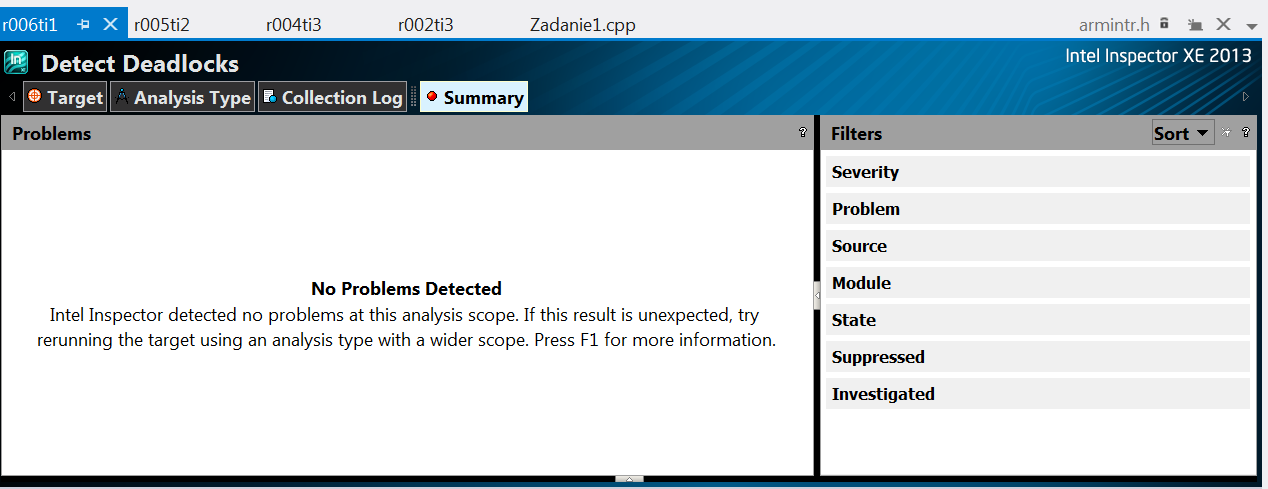 r006ti1 r005ti2 r004ti3 r002ti3 Zadanie1.cpp armintr.h
Detect Deadlocks Intel Inspector XE 2013
Target Analysis Type Collection Log Summary
Problems ? Filters Sort ?
Severity
Problem
Source
Module
State
Suppressed
Investigated
No Problems Detected
Intel Inspector detected no problems at this analysis scope. If this result is unexpected, try
rerunning the target using an analysis type with a wider scope. Press F1 for more information.